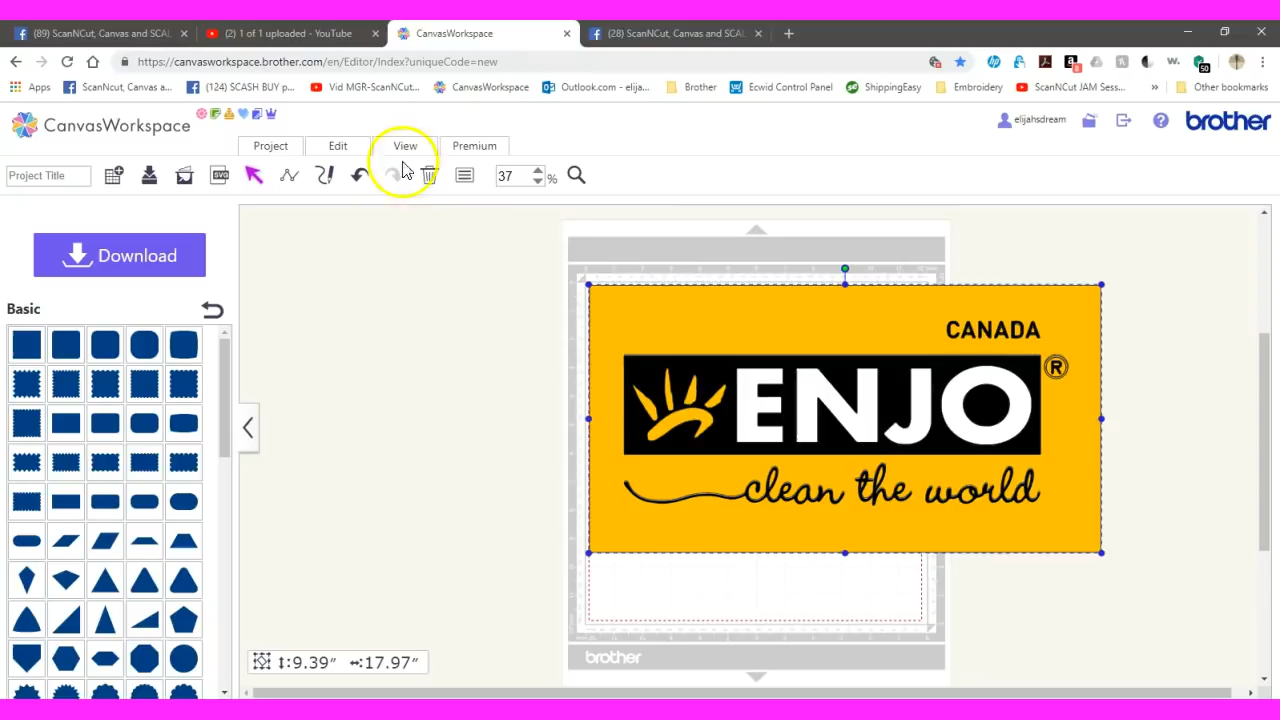 (89) ScanNCut, Canvas and SCAL
(2) 1 of 1 uploaded - YouTube
CanvasWorkspace
(28) ScanNCut, Canvas and SCAL
https://canvasworkspace.brother.com/en/Editor/Index?uniqueCode=new
Apps
ScanNcut, Canvas a...
(124) SCASH BUY p...
Vid MGR-ScanNCut...
CanvasWorkspace
Outlook.com - elija...
Brother
Ecwid Control Panel
ShippingEasy
Embroidery
ScanNCut JAM Sess...
Other bookmarks
CanvasWorkspace
elijahsdream
brother
Project
Edit
View
Premium
Project Title
SVG
37 %
Download
Basic
CANADA
ENJO ®
clean the world
brother
9.39" 17.97"